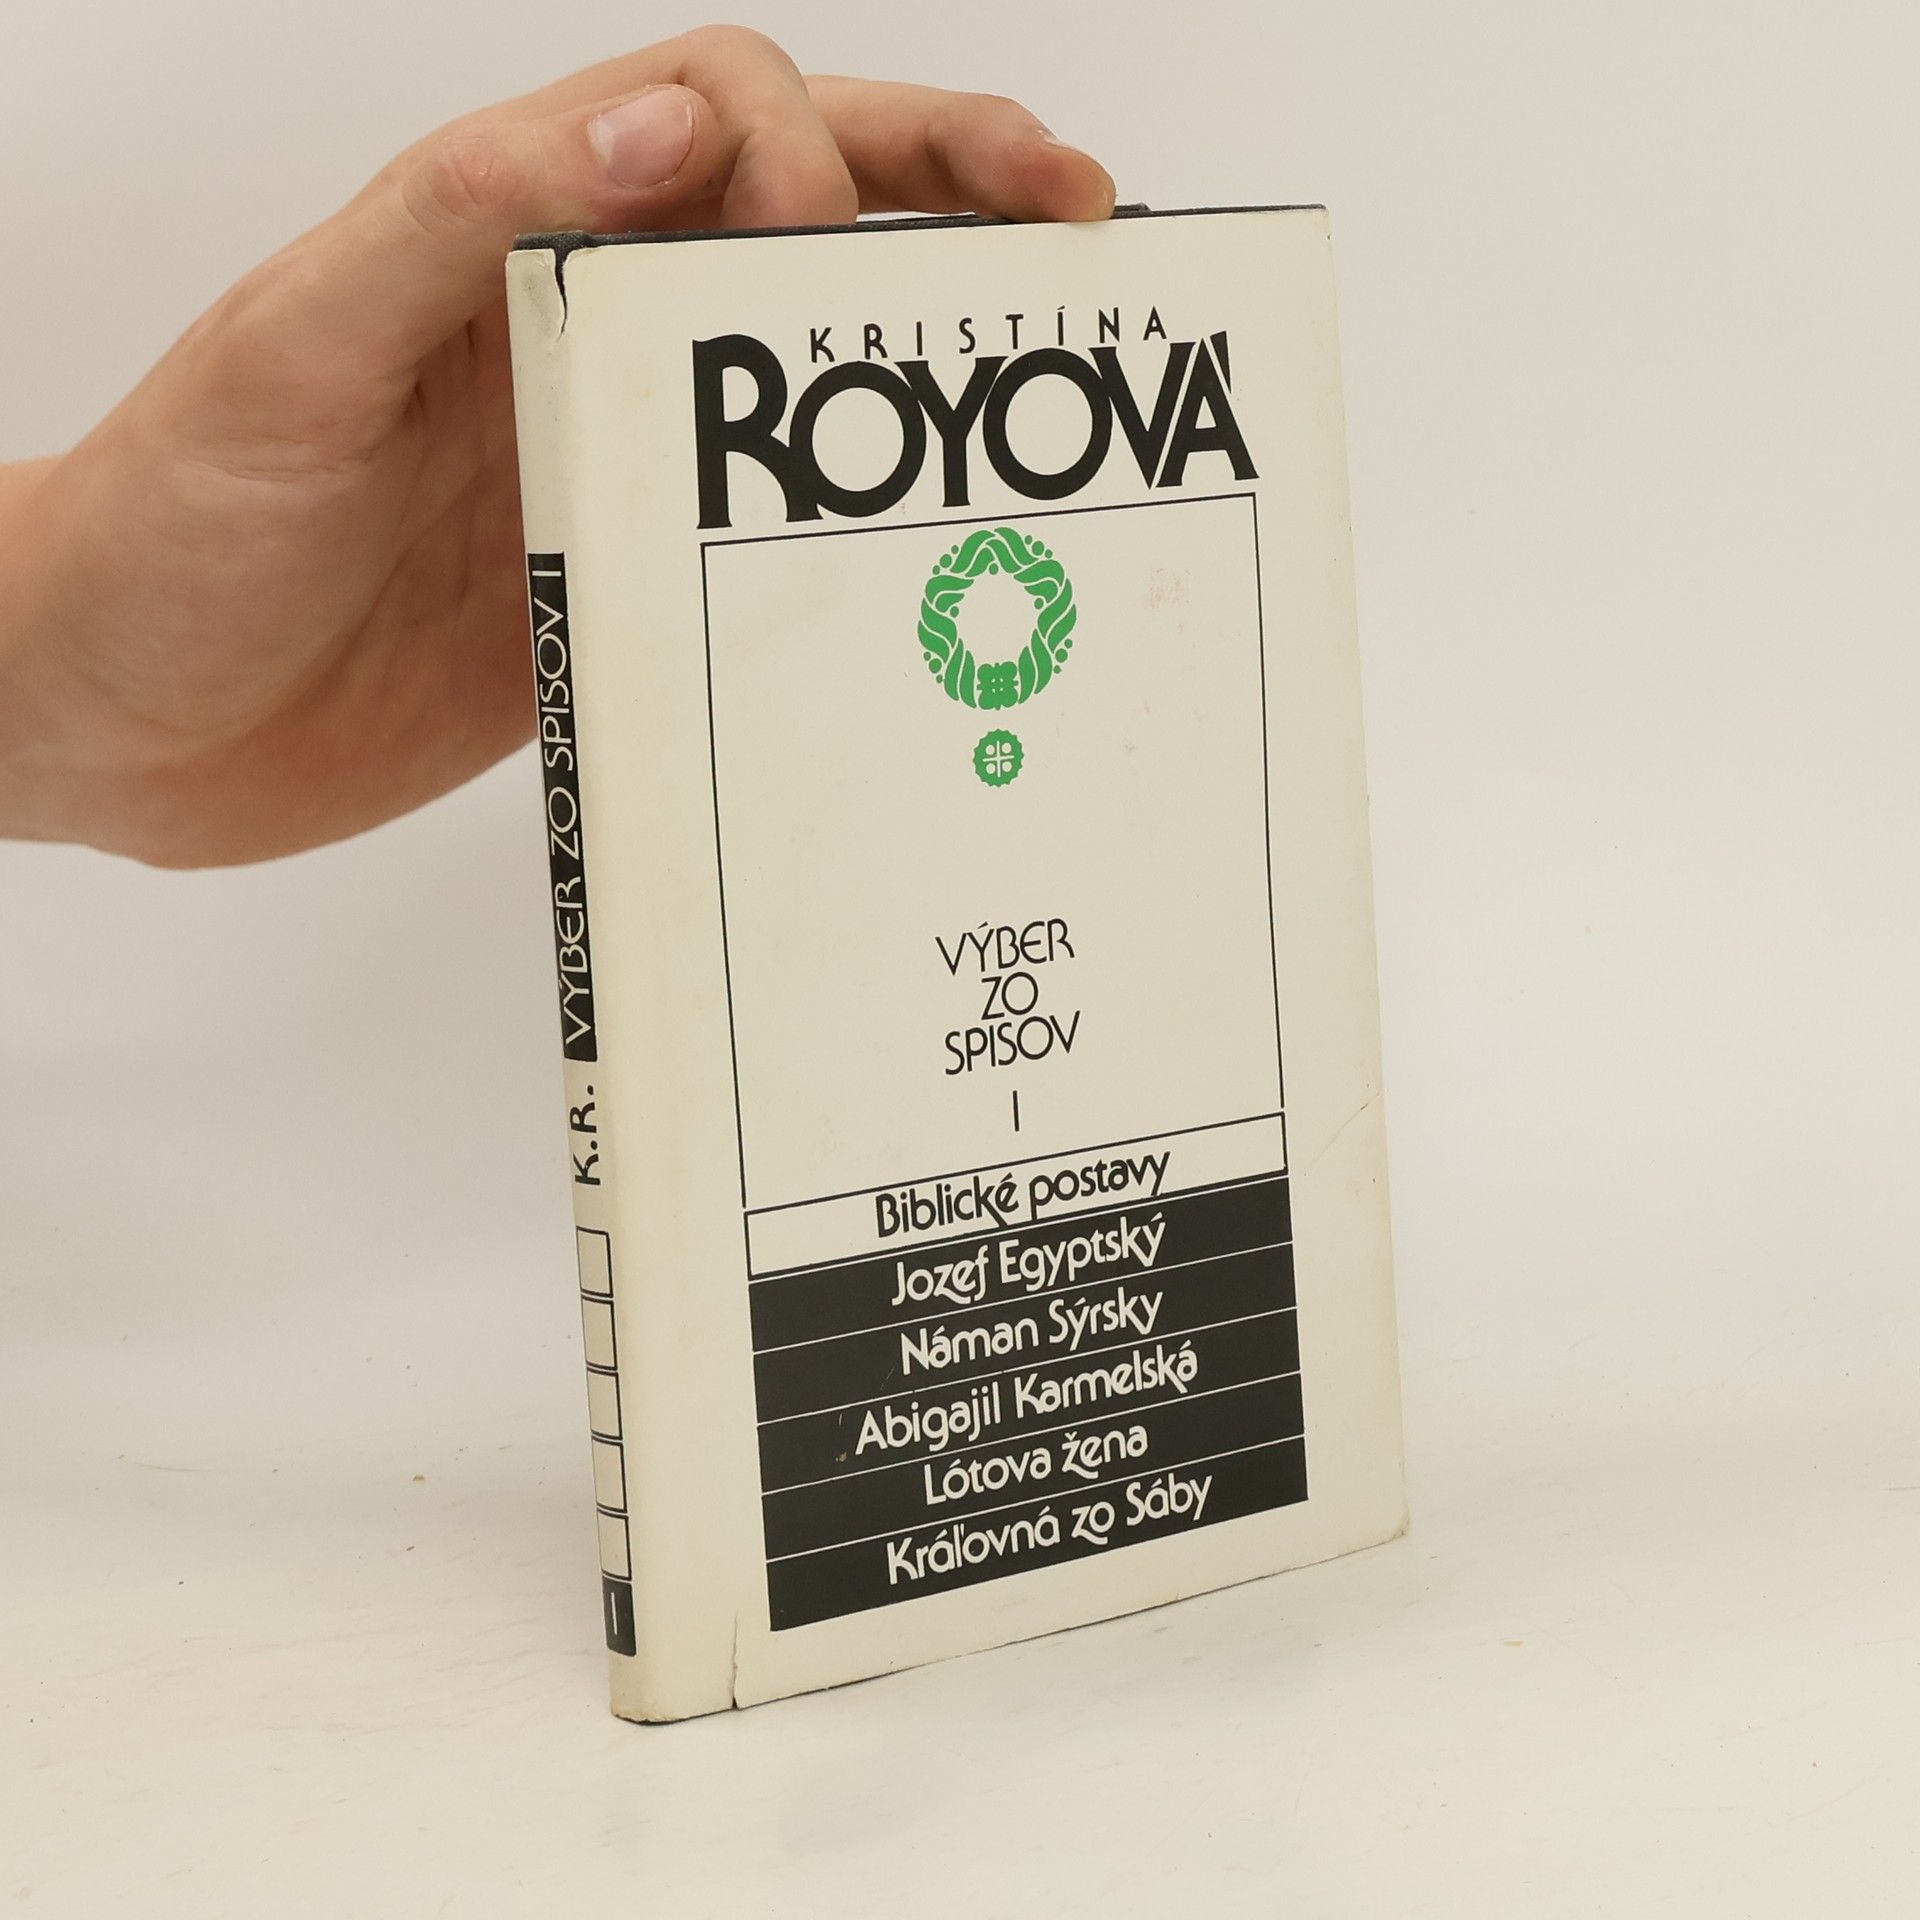 KRISTÍNA
ROYOVÁ
VÝBER
ZO
SPISOV
I
Biblické postavy
Jozef Egyptský
Náman Sýrsky
Abigajil Karmelská
Lótova žena
Kráľovná zo Sáby
K.R. VÝBER ZO SPISOV I
I